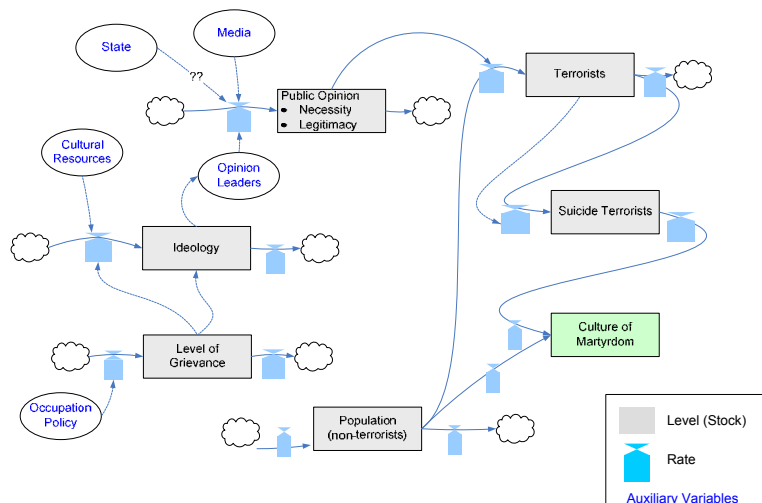 State
Media
??
Public Opinion
• Necessity
• Legitimacy
Terrorists
Cultural
Resources
Opinion
Leaders
Suicide Terrorists
Ideology
Level of
Grievance
Culture of
Martyrdom
Occupation
Policy
Population
(non-terrorists)
Level (Stock)
Rate
Auxiliary Variables